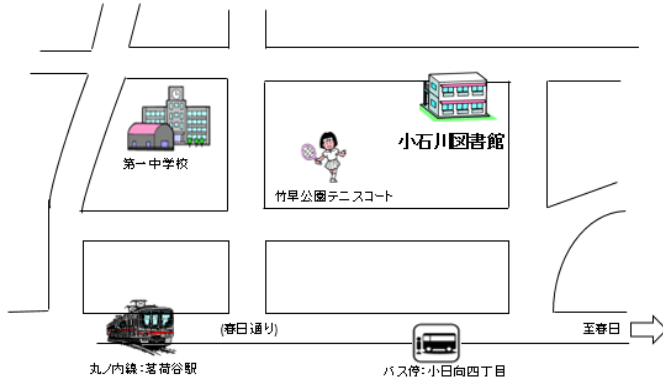 小石川図書館
第一中学校
竹早公園テニスコート
(春日通り)
至春日
丸ノ内線:茗荷谷駅
バス停:小日向四丁目